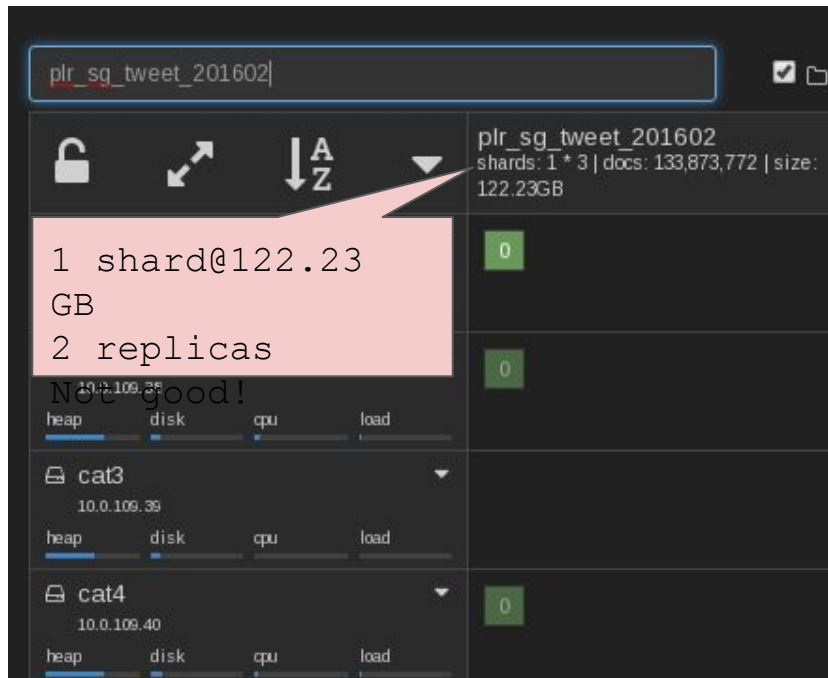 plr_sg_tweet_201602
A
Z
plr_sg_tweet_201602
shards: 1 * 3 | docs: 133,873,772 | size:
122.23GB
1 shard@122.23
GB
2 replicas
Not good!
0
0
heap disk cpu load
cat3
10.0.109.39
heap disk cpu load
cat4
10.0.109.40
0
heap disk cpu load